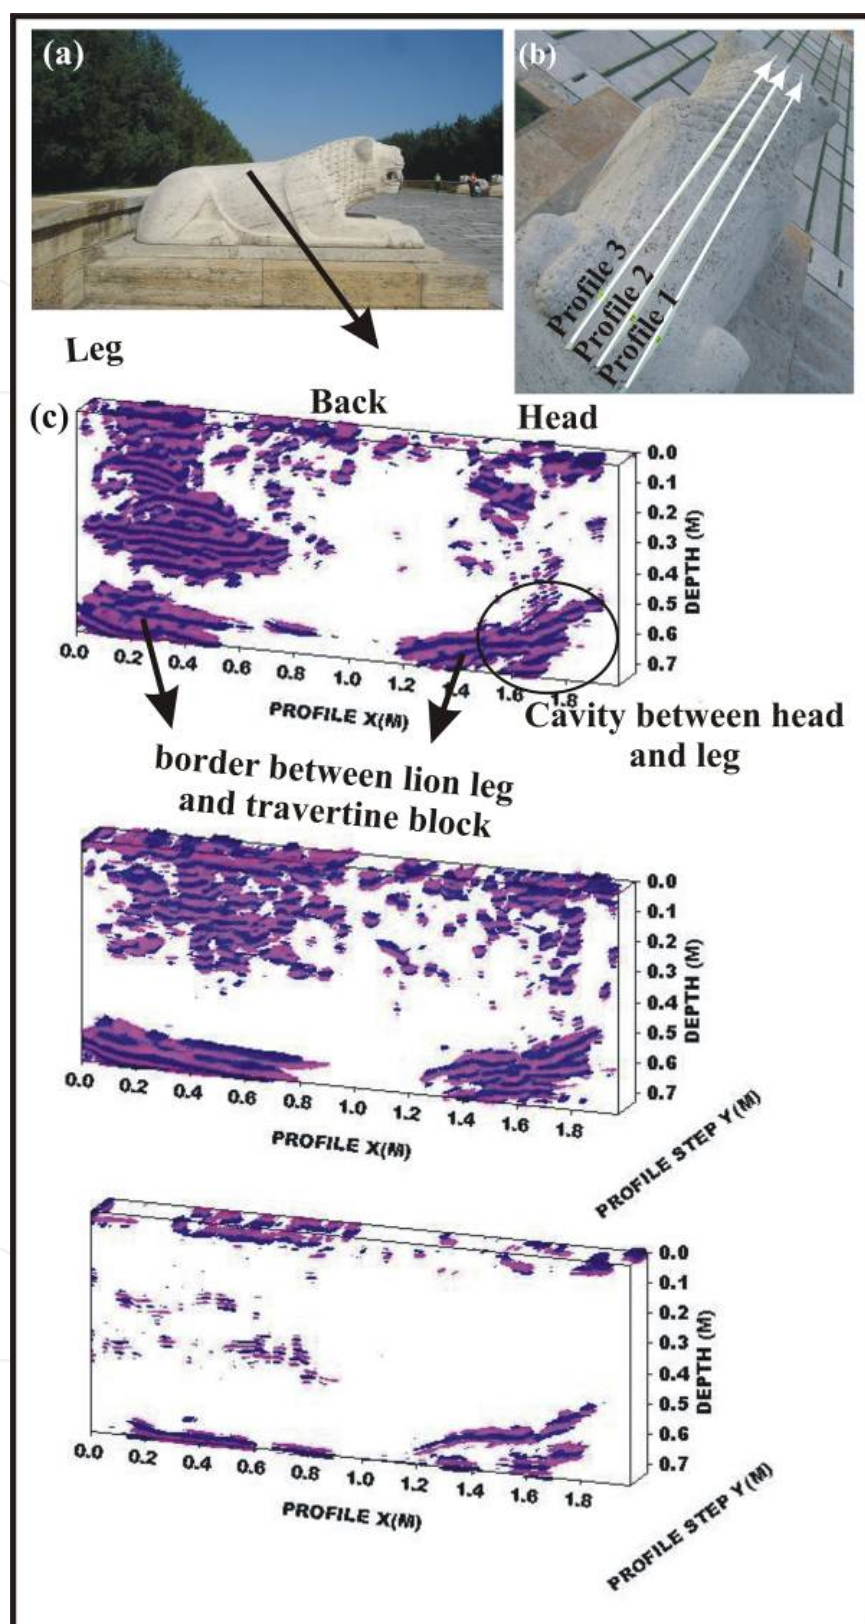 (a)
(b)
Profile 3
Profile 2
Profile 1
Leg
(c)
Back
Head
0.0
0.1
0.2
0.3
0.4
0.5
0.6
0.7
DEPTH (M)
0.0 0.2 0.4 0.6 0.8 1.0 1.2 1.4 1.6 1.8
PROFILE X(M)
Cavity between head
and leg
border between lion leg
and travertine block
0.0
0.1
0.2
0.3
0.4
0.5
0.6
0.7
DEPTH (M)
0.0 0.2 0.4 0.6 0.8 1.0 1.2 1.4 1.6 1.8
PROFILE X(M)
PROFILE STEP Y(M)
0.0
0.1
0.2
0.3
0.4
0.5
0.6
0.7
DEPTH (M)
0.0 0.2 0.4 0.6 0.8 1.0 1.2 1.4 1.6 1.8
PROFILE X(M)
PROFILE STEP Y(M)